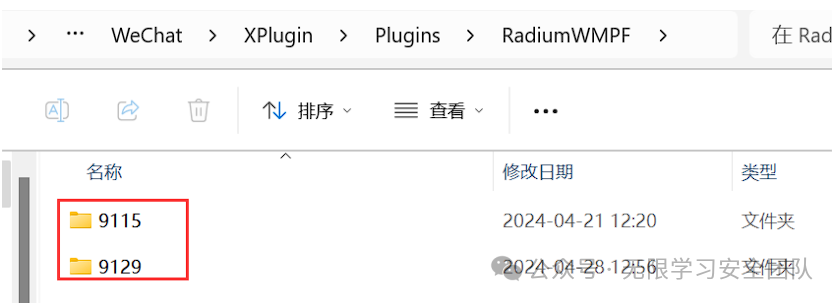 ... WeChat XPlugin Plugins RadiumWMPF 在 Rad
排序 查看 ...
名称 修改日期 类型
9115 2024-04-21 12:20 文件夹
9129 2024-04-28 12:56 文件夹
公众号 · 无限学习安全团队